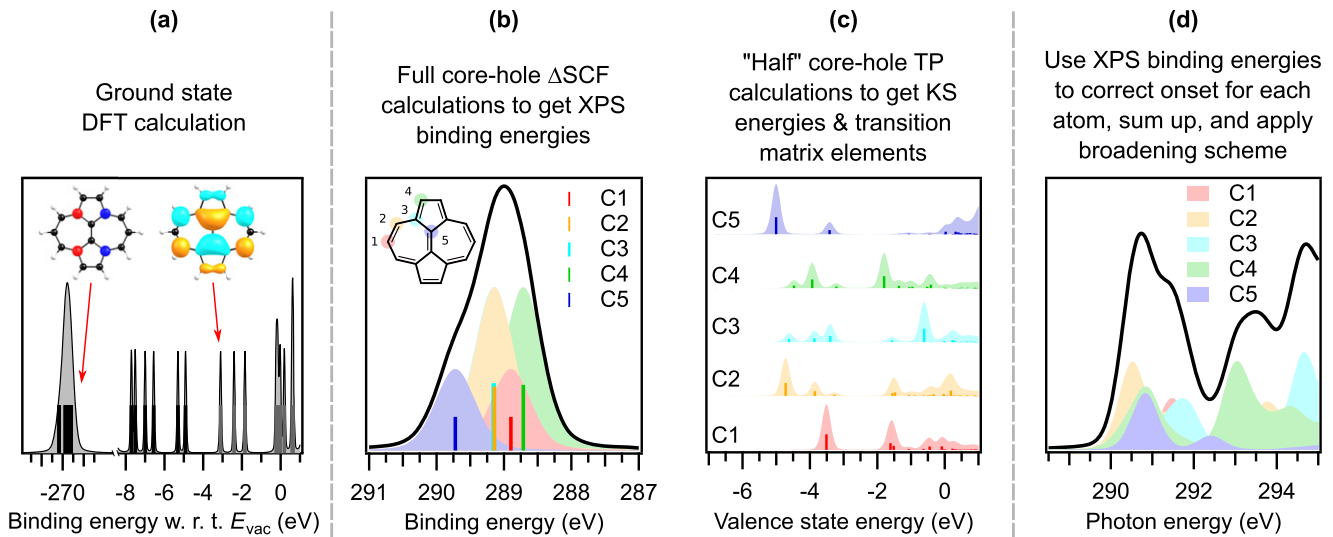 (a)
Ground state
DFT calculation
-270
-8
-6
-4
-2
0
Binding energy w. r. t. Evac (eV)
(b)
Full core-hole ΔSCF
calculations to get XPS
binding energies
4
3
2
1
5
C1
C2
C3
C4
C5
291
290
289
288
287
Binding energy (eV)
(c)
"Half" core-hole TP
calculations to get KS
energies & transition
matrix elements
C5
C4
C3
C2
C1
-6
-4
-2
0
Valence state energy (eV)
(d)
Use XPS binding energies
to correct onset for each
atom, sum up, and apply
broadening scheme
C1
C2
C3
C4
C5
290
292
294
Photon energy (eV)